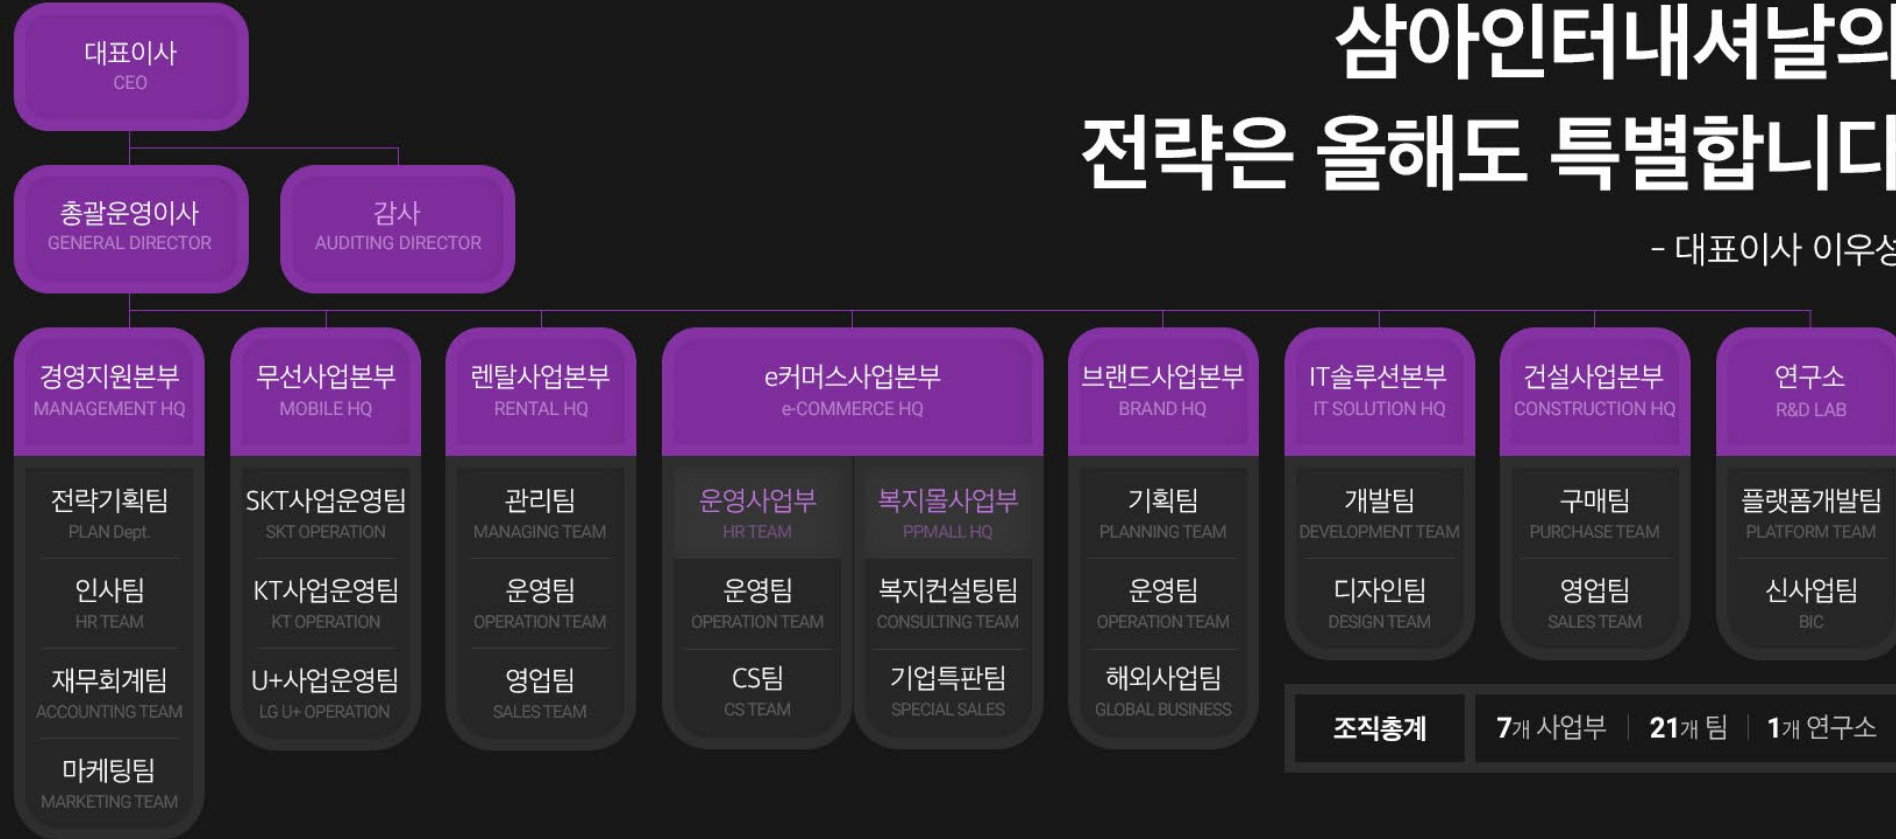 대표이사
CEO
삼아인터내셔날의
전략은 올해도 특별합니다
- 대표이사 이우성
총괄운영이사
GENERAL DIRECTOR
감사
AUDITING DIRECTOR
경영지원본부
MANAGEMENT HQ
전략기획팀
PLAN Dept.
인사팀
HR TEAM
재무회계팀
ACCOUNTING TEAM
마케팅팀
MARKETING TEAM
무선사업본부
MOBILE HQ
SKT사업운영팀
SKT OPERATION
KT사업운영팀
KT OPERATION
U+사업운영팀
LG U+ OPERATION
렌탈사업본부
RENTAL HQ
관리팀
MANAGING TEAM
운영팀
OPERATION TEAM
영업팀
SALES TEAM
e커머스사업본부
e-COMMERCE HQ
운영사업부
HR TEAM
운영팀
OPERATION TEAM
CS팀
CS TEAM
복지몰사업부
PPMALL HQ
복지컨설팅팀
CONSULTING TEAM
기업특판팀
SPECIAL SALES
브랜드사업본부
BRAND HQ
기획팀
PLANNING TEAM
운영팀
OPERATION TEAM
해외사업팀
GLOBAL BUSINESS
IT솔루션본부
IT SOLUTION HQ
개발팀
DEVELOPMENT TEAM
디자인팀
DESIGN TEAM
건설사업본부
CONSTRUCTION HQ
구매팀
PURCHASE TEAM
영업팀
SALES TEAM
연구소
R&D LAB
플랫폼개발팀
PLATFORM TEAM
신사업팀
BIC
조직총계 7개 사업부 21개 팀 1개 연구소